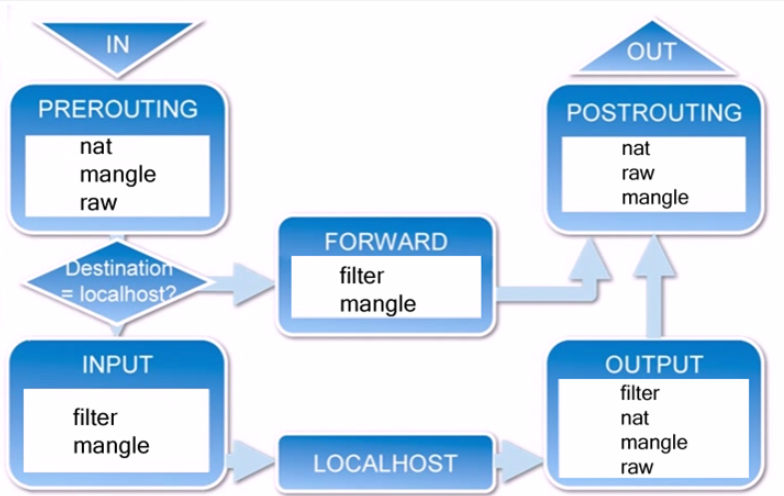 IN
PREROUTING
nat
mangle
raw
Destination
= localhost?
INPUT
filter
mangle
FORWARD
filter
mangle
LOCALHOST
OUT
POSTROUTING
nat
raw
mangle
OUTPUT
filter
nat
mangle
raw